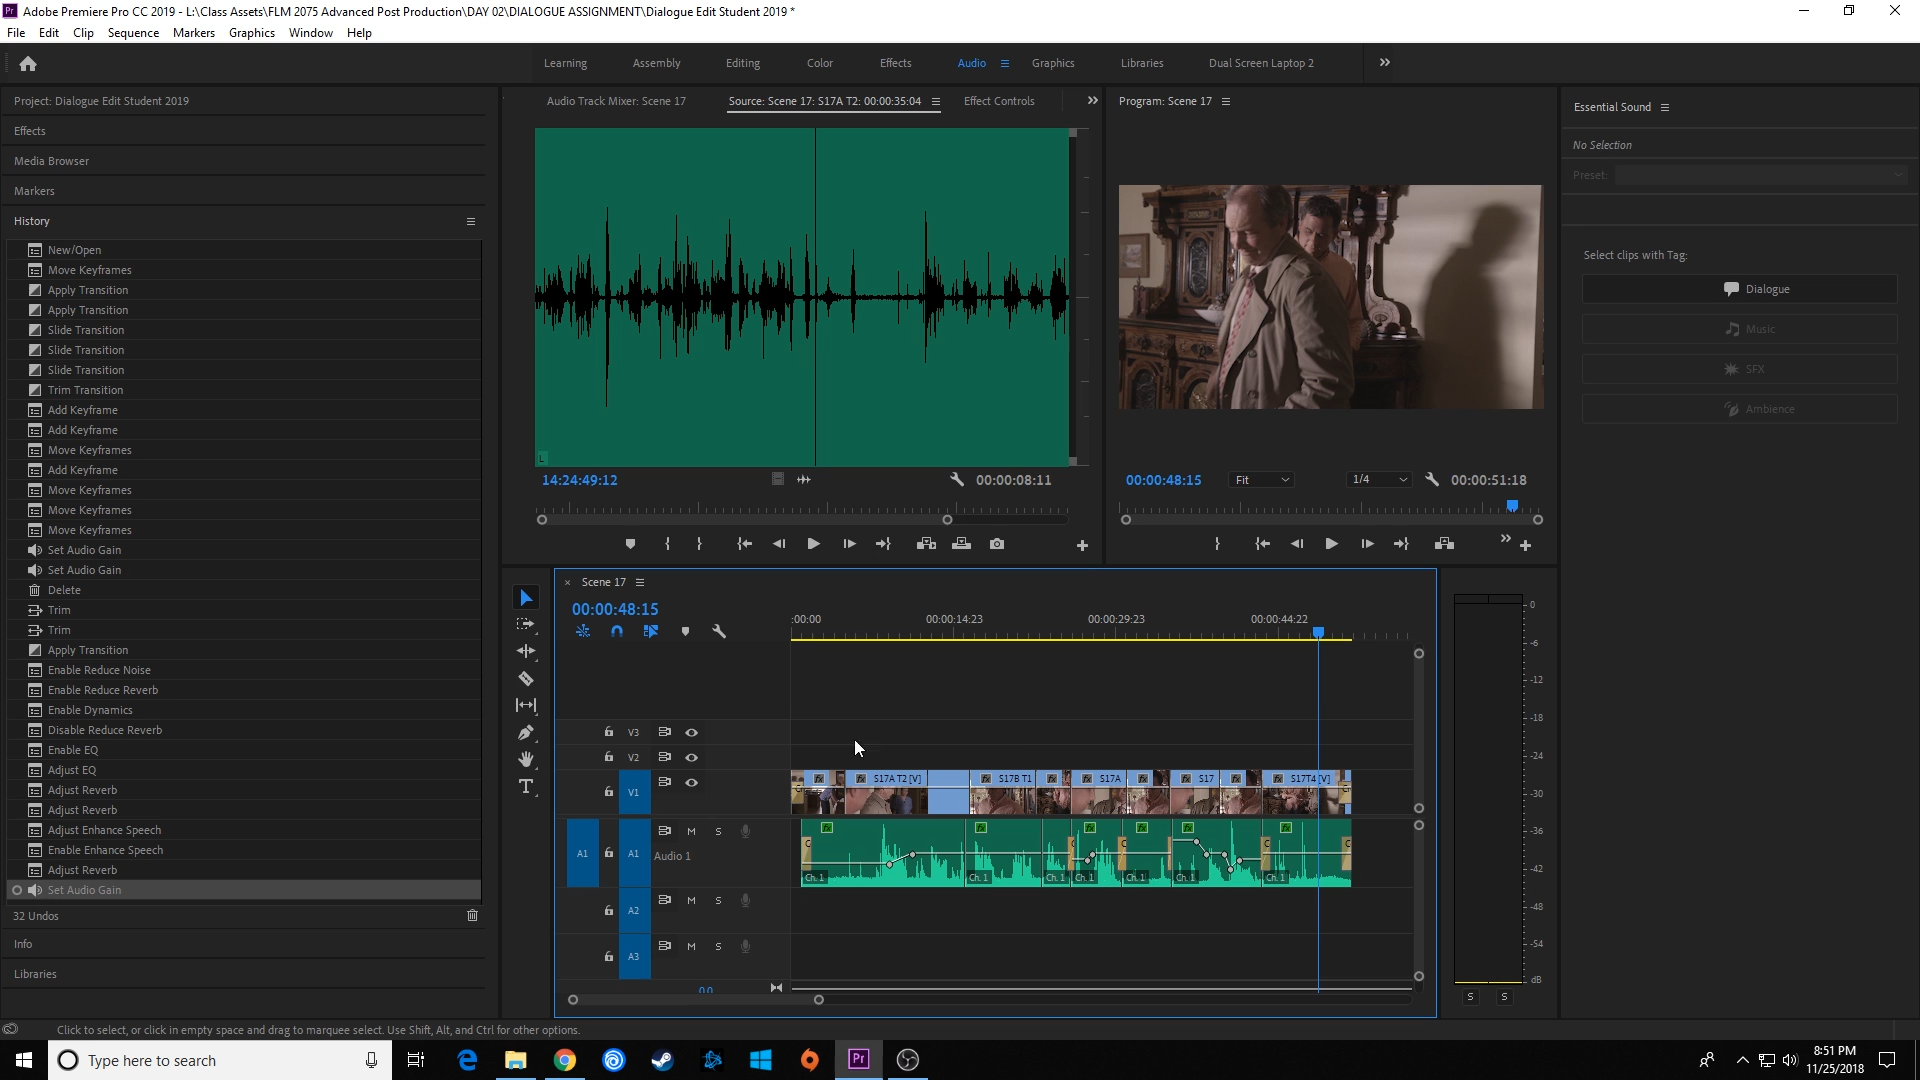 Adobe Premiere Pro CC 2019 - L:\Class Assets\FLM 2075 Advanced Post Production\DAY 02\DIALOGUE ASSIGNMENT\Dialogue Edit Student 2019 *
File Edit Clip Sequence Markers Graphics Window Help
Learning Assembly Editing Color Effects Audio Graphics Libraries Dual Screen Laptop 2
Project: Dialogue Edit Student 2019
Effects
Media Browser
Markers
History
New/Open
Move Keyframes
Apply Transition
Apply Transition
Slide Transition
Slide Transition
Slide Transition
Trim Transition
Add Keyframe
Add Keyframe
Move Keyframes
Add Keyframe
Move Keyframes
Move Keyframes
Move Keyframes
Set Audio Gain
Set Audio Gain
Delete
Trim
Trim
Apply Transition
Enable Reduce Noise
Enable Reduce Reverb
Enable Dynamics
Disable Reduce Reverb
Enable EQ
Adjust EQ
Adjust Reverb
Adjust Reverb
Adjust Enhance Speech
Enable Enhance Speech
Adjust Reverb
Set Audio Gain
32 Undos
Info
Libraries
Audio Track Mixer: Scene 17 Source: Scene 17: S17A T2: 00:00:35:04 Effect Controls
L
14:24:49:12 00:00:08:11
Program: Scene 17
00:00:48:15 Fit 1/4 00:00:51:18
Essential Sound
No Selection
Preset:
Select clips with Tag:
Dialogue
Music
SFX
Ambience
Scene 17
00:00:48:15
:00:00 00:00:14:23 00:00:29:23 00:00:44:22
V3
V2
V1
S17A T2 [V] S17B T1 S17A S17 S17T4 [V]
A1 A1 M S
Audio 1
Ch. 1 Ch. 1 Ch. 1 Ch. 1 Ch. 1 Ch. 1 Ch. 1
A2 M S
A3 M S
0.0
0
-6
-12
-18
-24
-30
-36
-42
-48
-54
dB
S S
Click to select, or click in empty space and drag to marquee select. Use Shift, Alt, and Ctrl for other options.
Type here to search
Pr
8:51 PM
11/25/2018